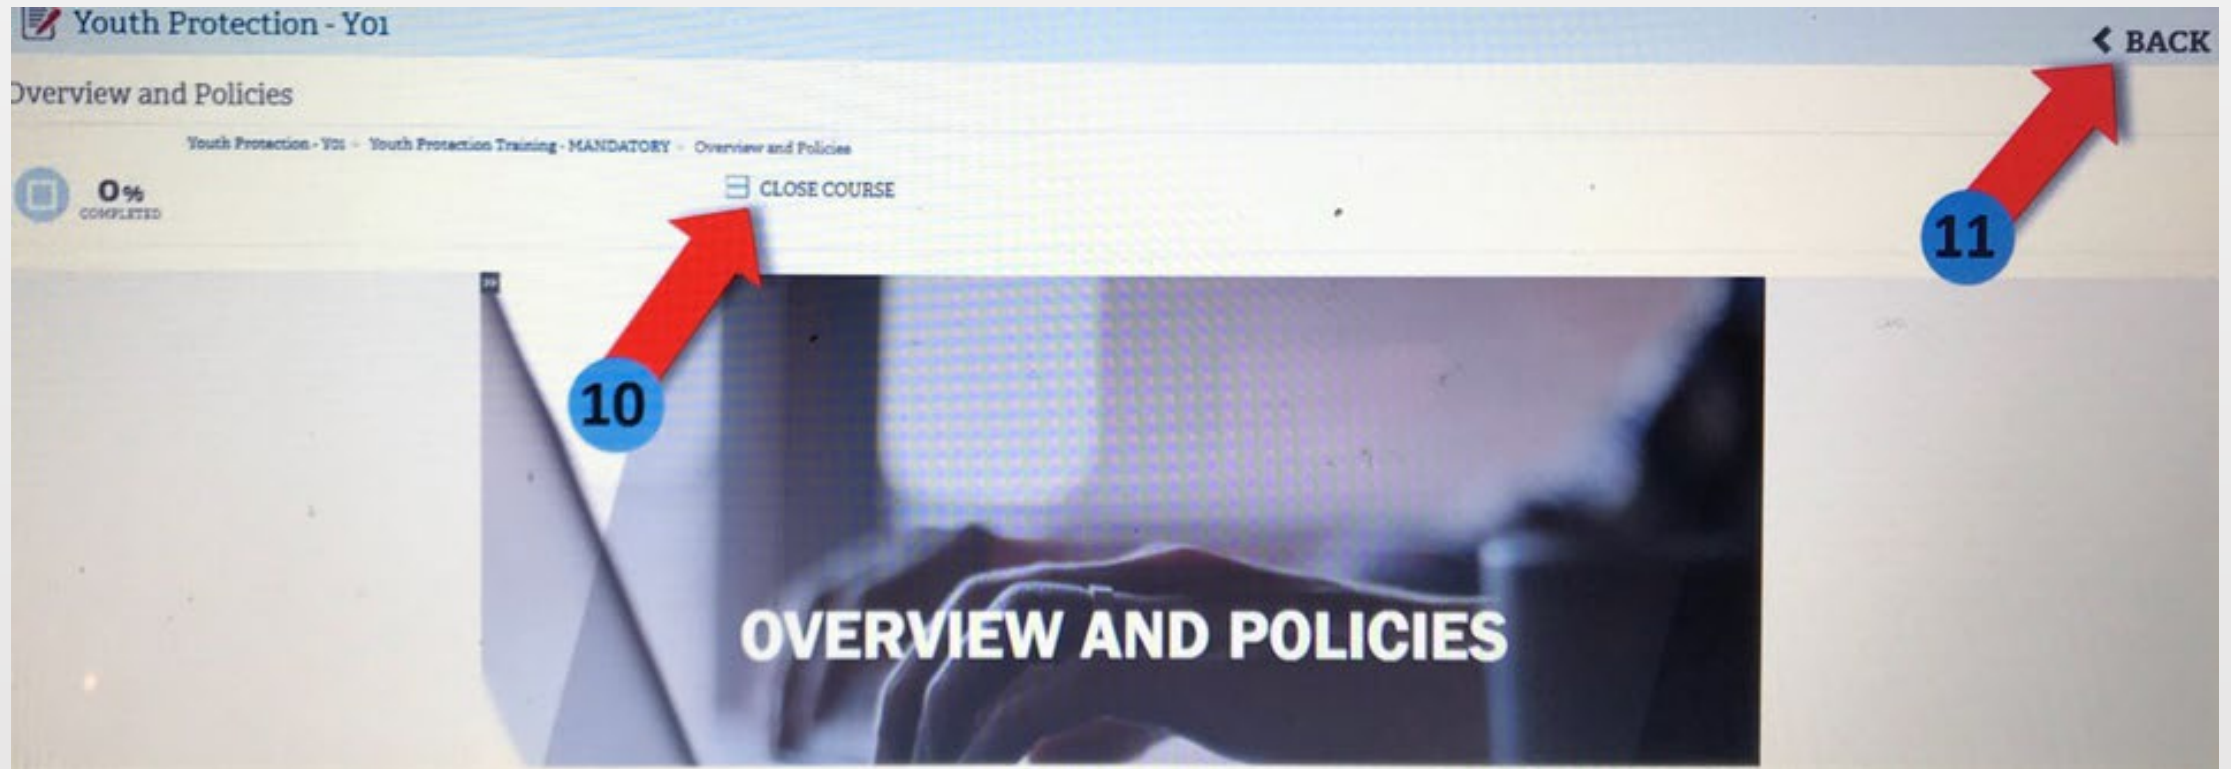 Youth Protection - Y01
< BACK
Overview and Policies
Youth Protection - Y01 - Youth Protection Training - MANDATORY - Overview and Policies
0%
COMPLETED
CLOSE COURSE
11
10
OVERVIEW AND POLICIES